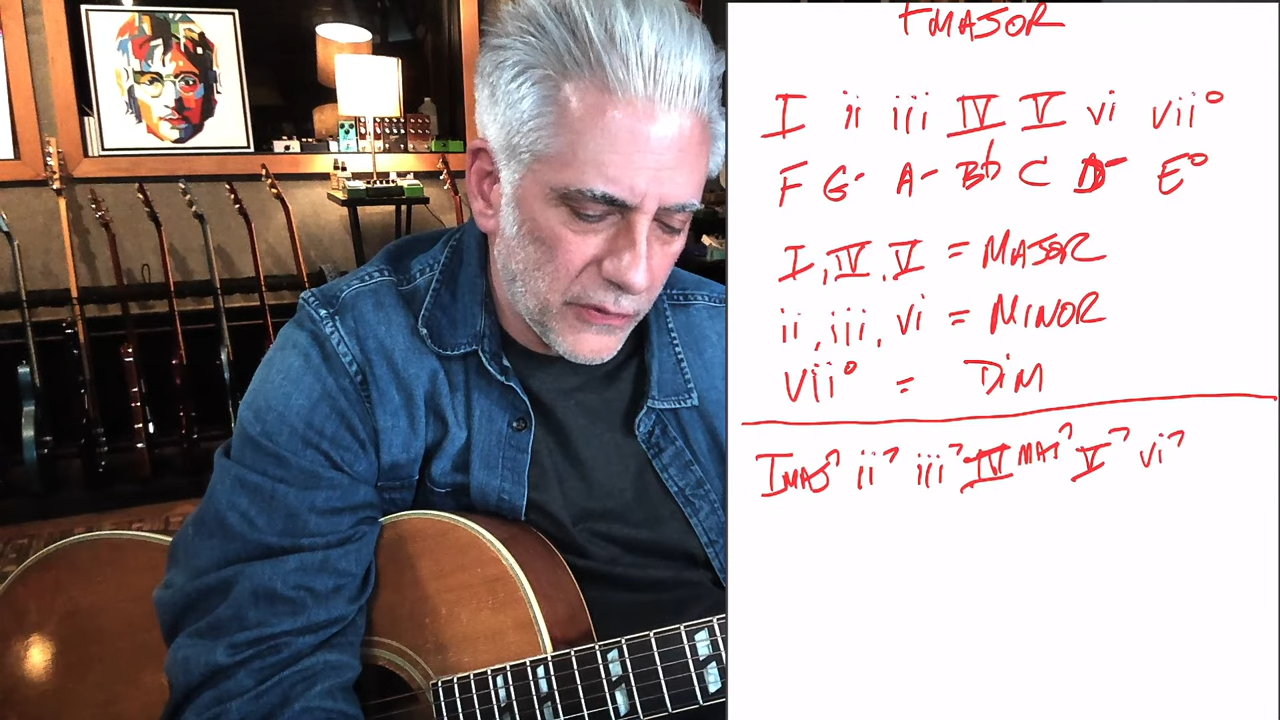 F MAJOR
I ii iii IV V vi vii°
F G- A- Bb C D- E°
I, IV, V = MAJOR
ii, iii, vi = MINOR
vii° = DiM
Imaj7 ii7 iii7 IVmaj7 V7 vi7